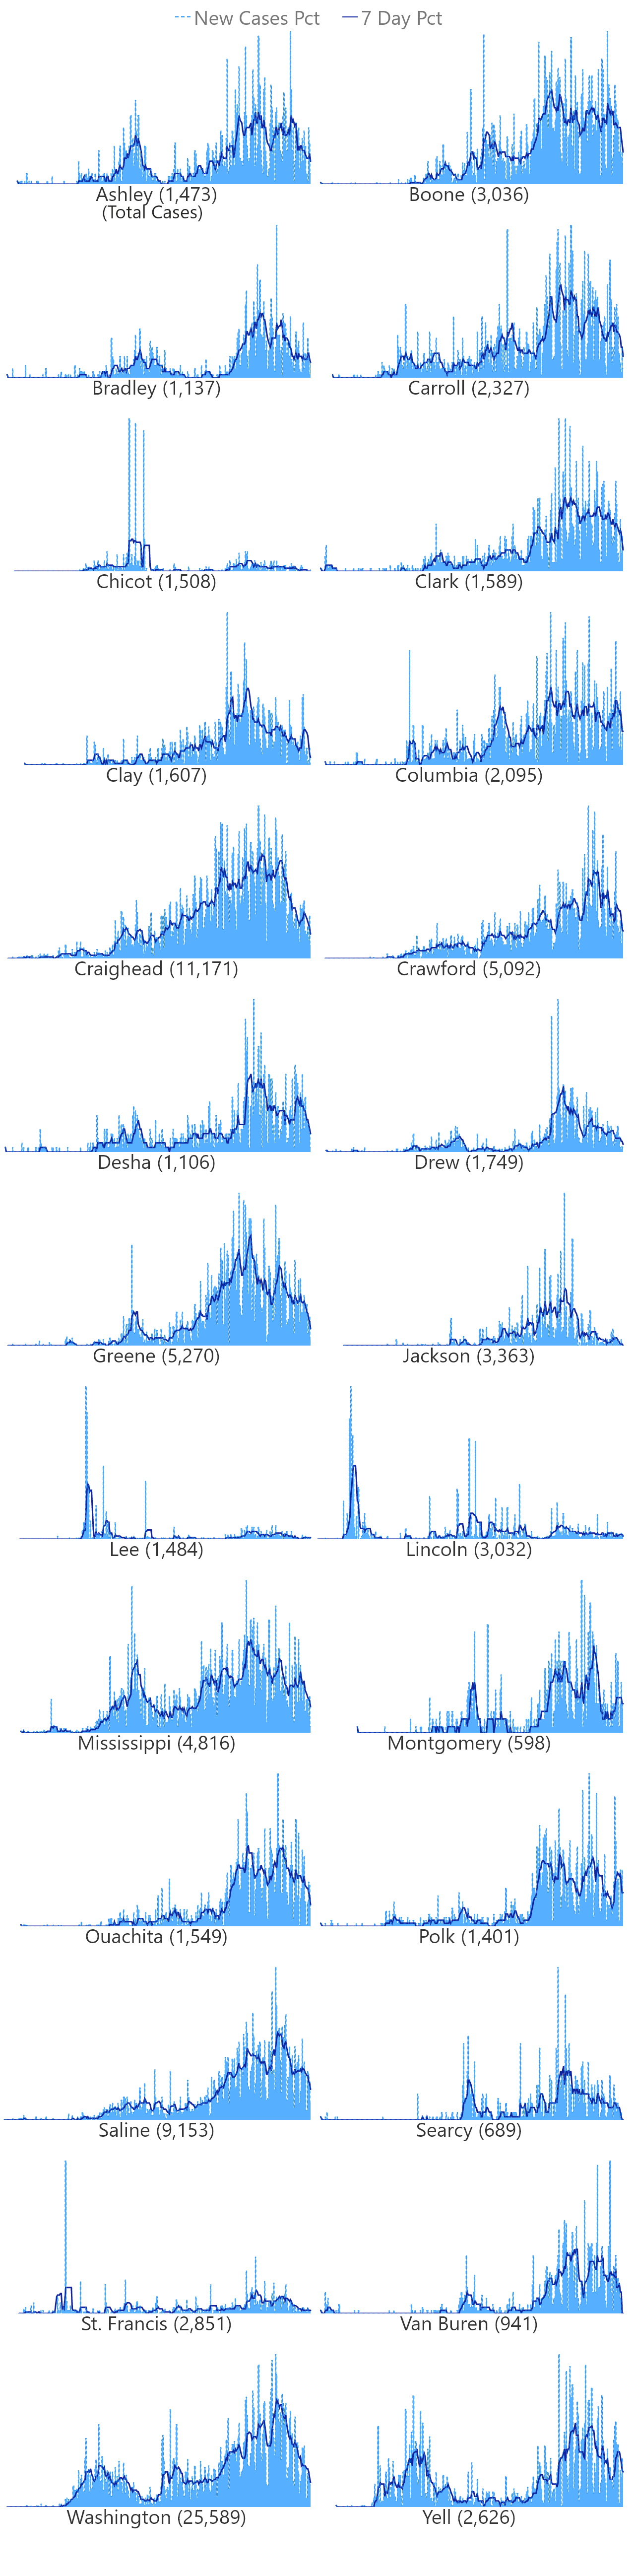 New Cases Pct 7 Day Pct
Ashley (1,473) Boone (3,036)
(Total Cases)
Bradley (1,137) Carroll (2,327)
Chicot (1,508) Clark (1,589)
Clay (1,607) Columbia (2,095)
Craighead (11,171) Crawford (5,092)
Desha (1,106) Drew (1,749)
Greene (5,270) Jackson (3,363)
Lee (1,484) Lincoln (3,032)
Mississippi (4,816) Montgomery (598)
Ouachita (1,549) Polk (1,401)
Saline (9,153) Searcy (689)
St. Francis (2,851) Van Buren (941)
Washington (25,589) Yell (2,626)